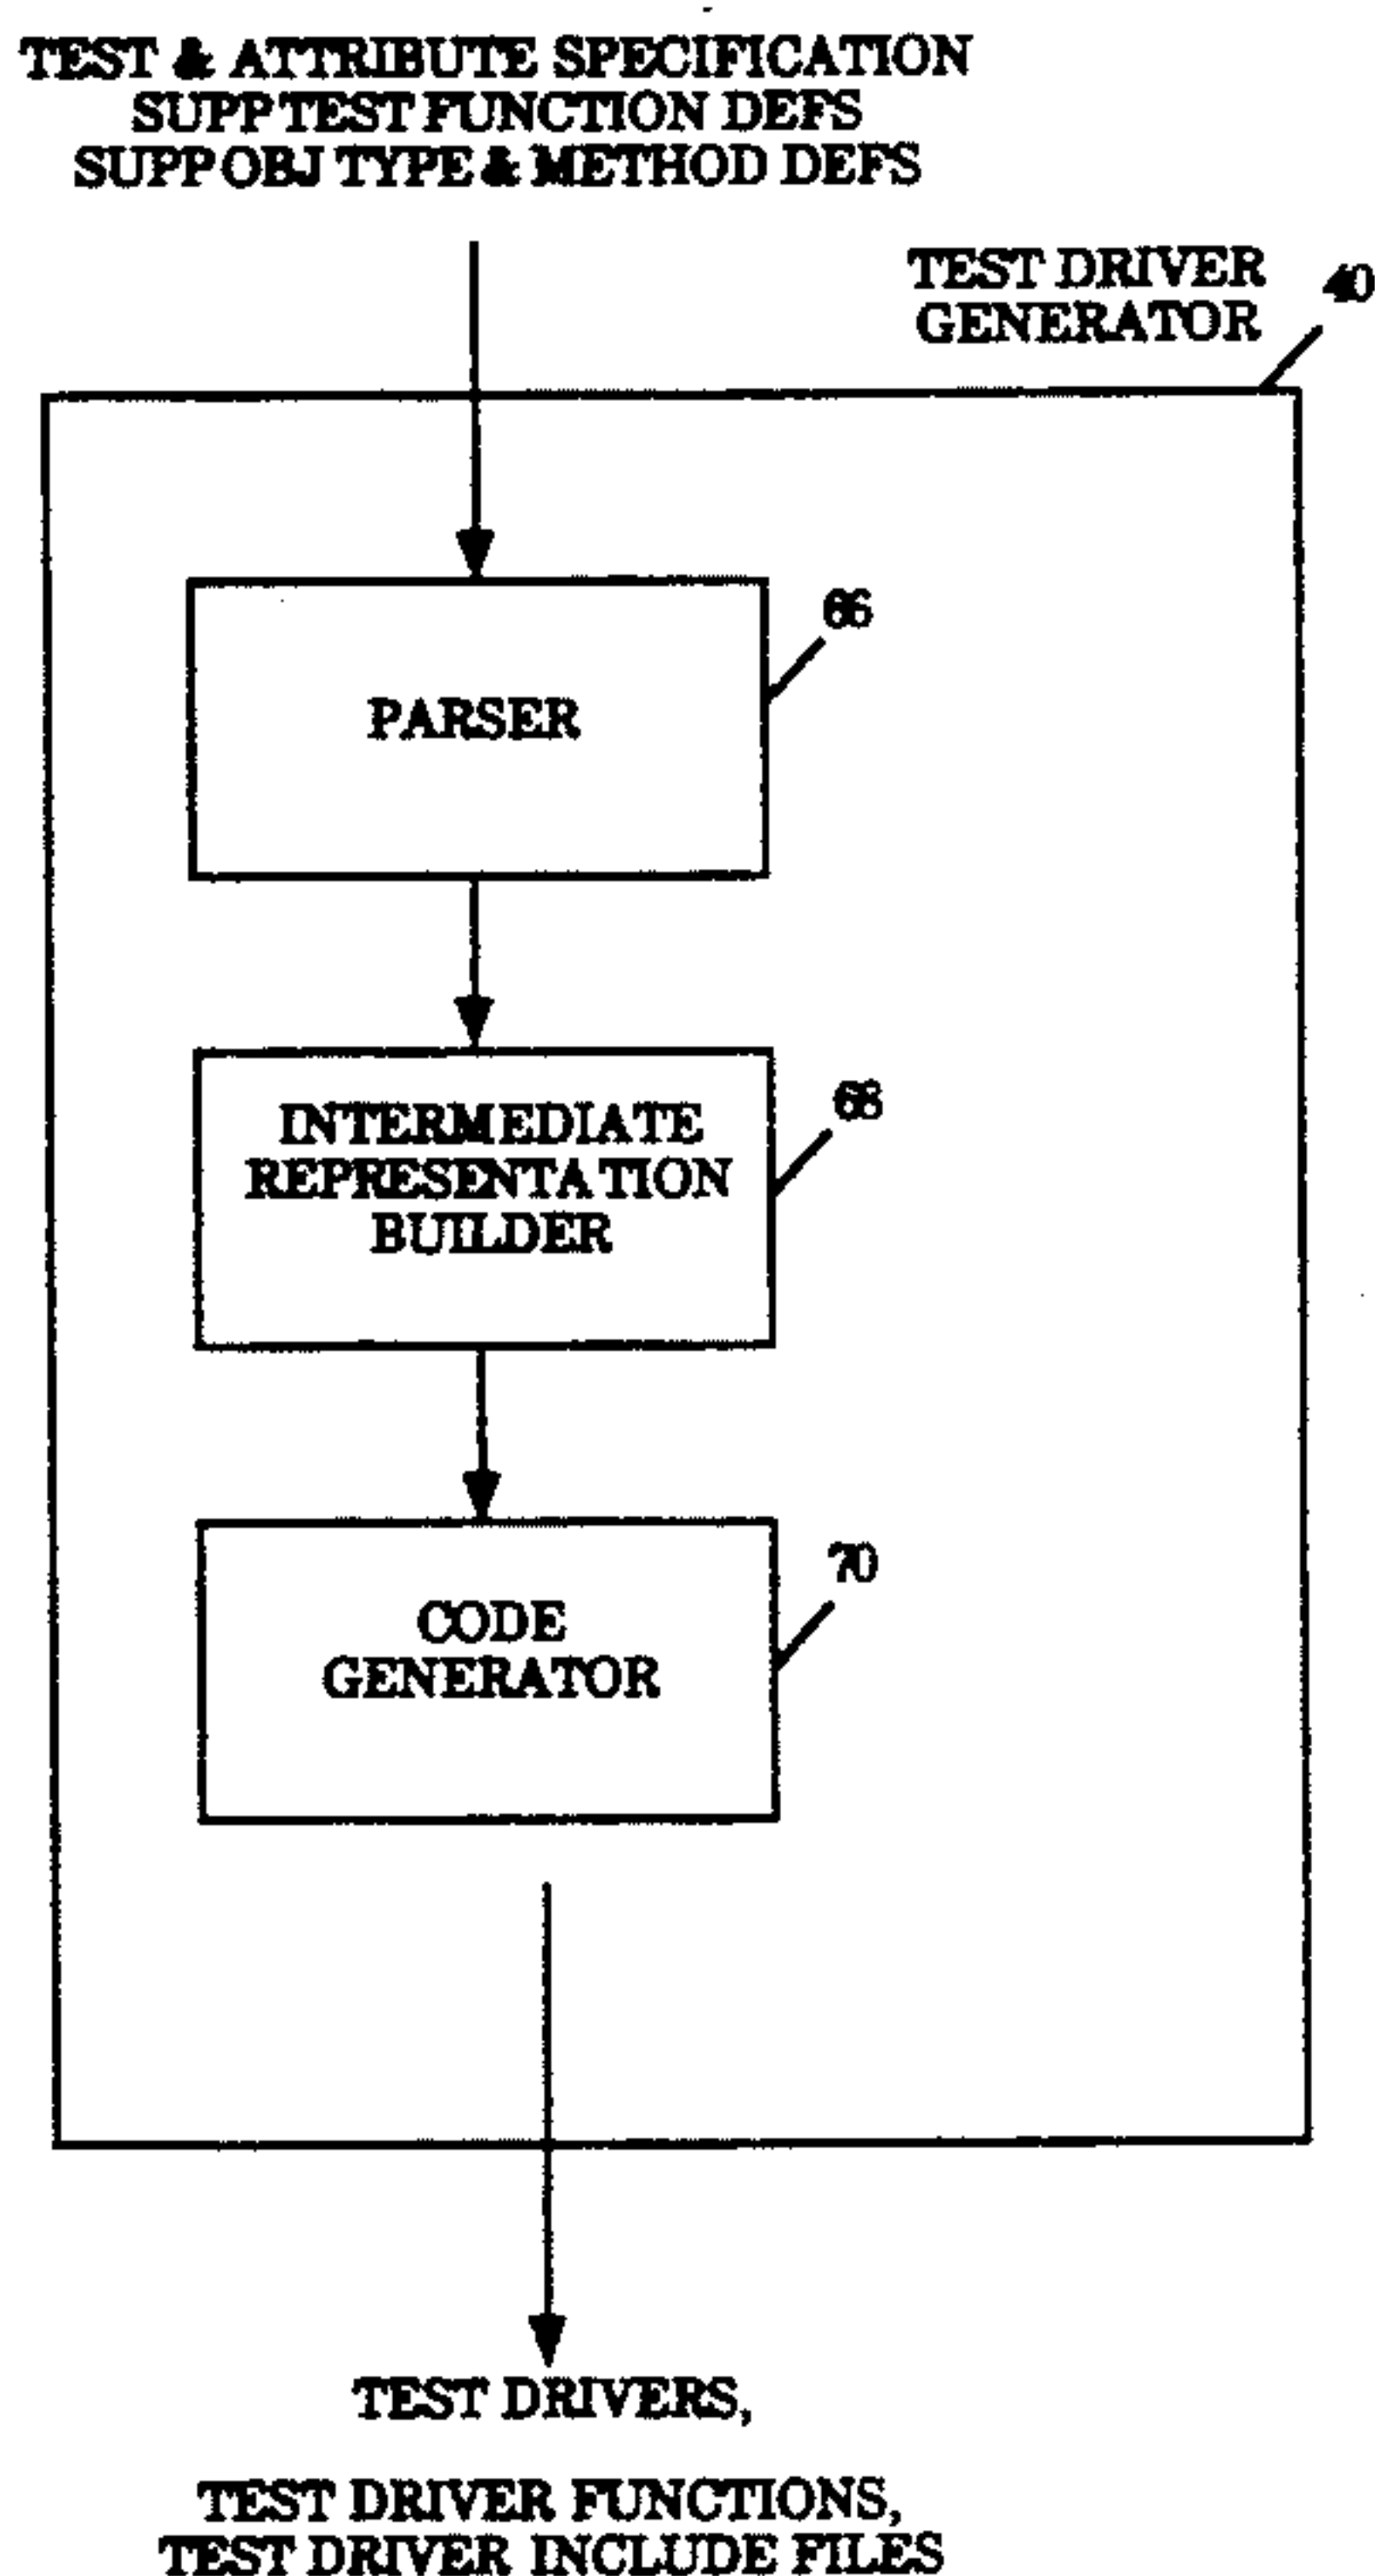 TEST & ATTRIBUTE SPECIFICATION
SUPP TEST FUNCTION DEFS
SUPP OBJ TYPE & METHOD DEFS
TEST DRIVER
GENERATOR
40
66
PARSER
68
INTERMEDIATE
REPRESENTATION
BUILDER
70
CODE
GENERATOR
TEST DRIVERS,
TEST DRIVER FUNCTIONS,
TEST DRIVER INCLUDE FILES